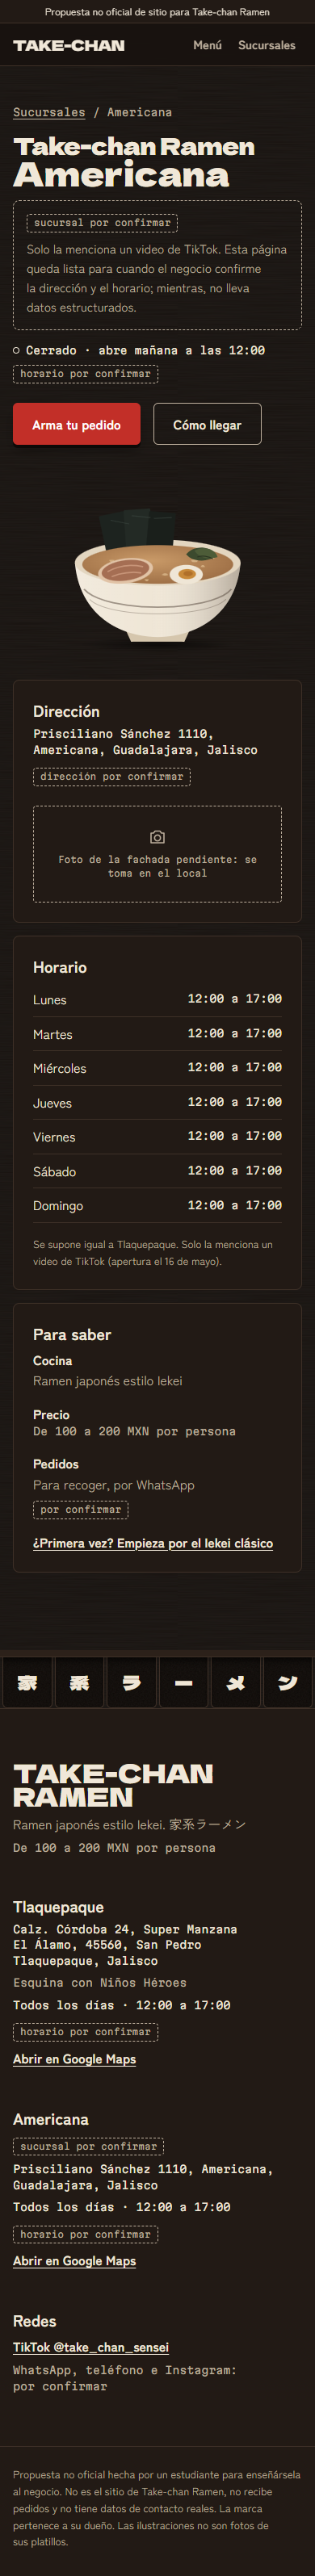 Propuesta no oficial de sitio para Take-chan Ramen
TAKE-CHAN
Menú
Sucursales
Sucursales / Americana
Take-chan Ramen
Americana
sucursal por confirmar
Solo la menciona un video de TikTok. Esta página
queda lista para cuando el negocio confirme
la dirección y el horario; mientras, no lleva
datos estructurados.
Cerrado · abre mañana a las 12:00
horario por confirmar
Arma tu pedido
Cómo llegar
Dirección
Prisciliano Sánchez 1110,
Americana, Guadalajara, Jalisco
dirección por confirmar
Foto de la fachada pendiente: se
toma en el local
Horario
Lunes 12:00 a 17:00
Martes 12:00 a 17:00
Miércoles 12:00 a 17:00
Jueves 12:00 a 17:00
Viernes 12:00 a 17:00
Sábado 12:00 a 17:00
Domingo 12:00 a 17:00
Se supone igual a Tlaquepaque. Solo la menciona un
video de TikTok (apertura el 16 de mayo).
Para saber
Cocina
Ramen japonés estilo Iekei
Precio
De 100 a 200 MXN por persona
Pedidos
Para recoger, por WhatsApp
por confirmar
¿Primera vez? Empieza por el Iekei clásico
家系ラーメン
TAKE-CHAN
RAMEN
Ramen japonés estilo Iekei. 家系ラーメン
De 100 a 200 MXN por persona
Tlaquepaque
Calz. Córdoba 24, Super Manzana
El Álamo, 45560, San Pedro
Tlaquepaque, Jalisco
Esquina con Niños Héroes
Todos los días · 12:00 a 17:00
horario por confirmar
Abrir en Google Maps
Americana
sucursal por confirmar
Prisciliano Sánchez 1110, Americana,
Guadalajara, Jalisco
Todos los días · 12:00 a 17:00
horario por confirmar
Abrir en Google Maps
Redes
TikTok @take_chan_sensei
WhatsApp, teléfono e Instagram:
por confirmar
Propuesta no oficial hecha por un estudiante para enseñársela
al negocio. No es el sitio de Take-chan Ramen, no recibe
pedidos y no tiene datos de contacto reales. La marca
pertenece a su dueño. Las ilustraciones no son fotos de
sus platillos.